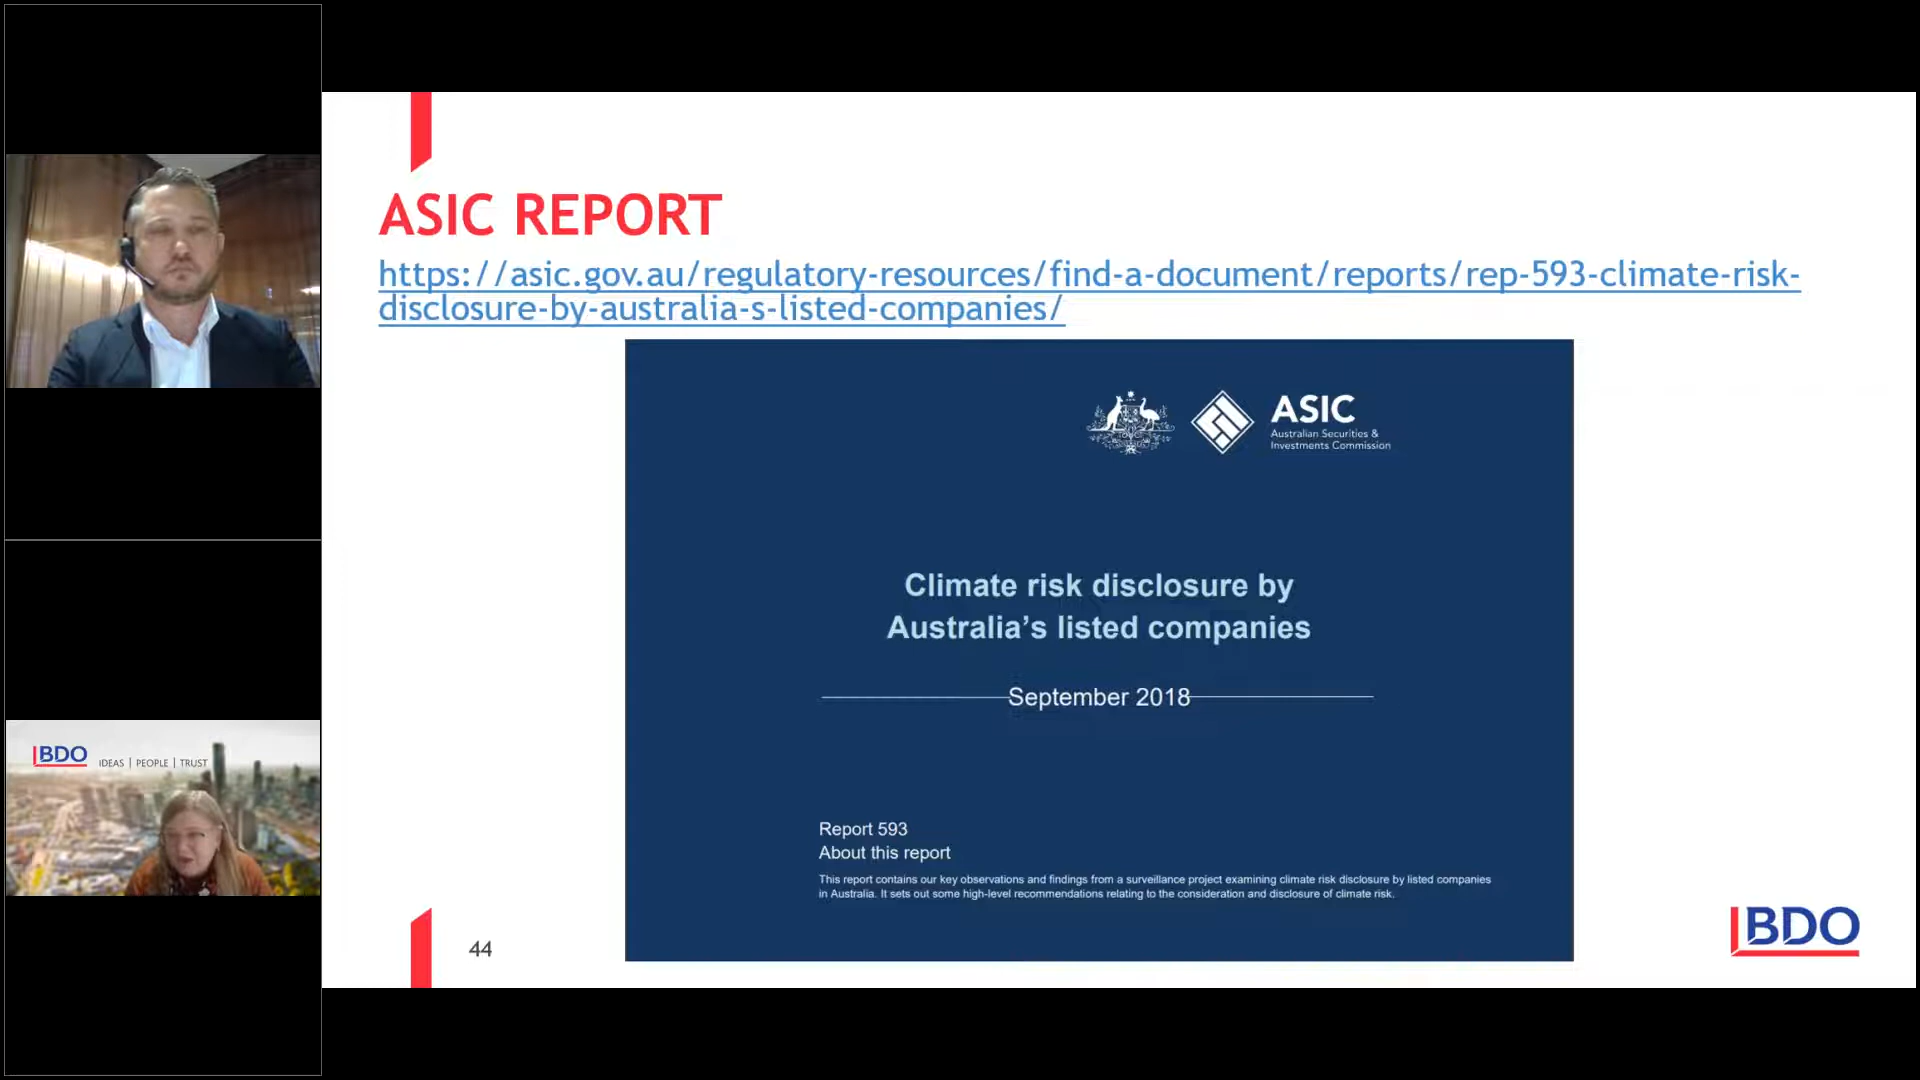 ASIC REPORT
https://asic.gov.au/regulatory-resources/find-a-document/reports/rep-593-climate-risk-
disclosure-by-australia-s-listed-companies/
ASIC
Australian Securities &
Investments Commission
Climate risk disclosure by
Australia’s listed companies
September 2018
Report 593
About this report
This report contains our key observations and findings from a surveillance project examining climate risk disclosure by listed companies
in Australia. It sets out some high-level recommendations relating to the consideration and disclosure of climate risk.
44
BDO
BDO IDEAS | PEOPLE | TRUST